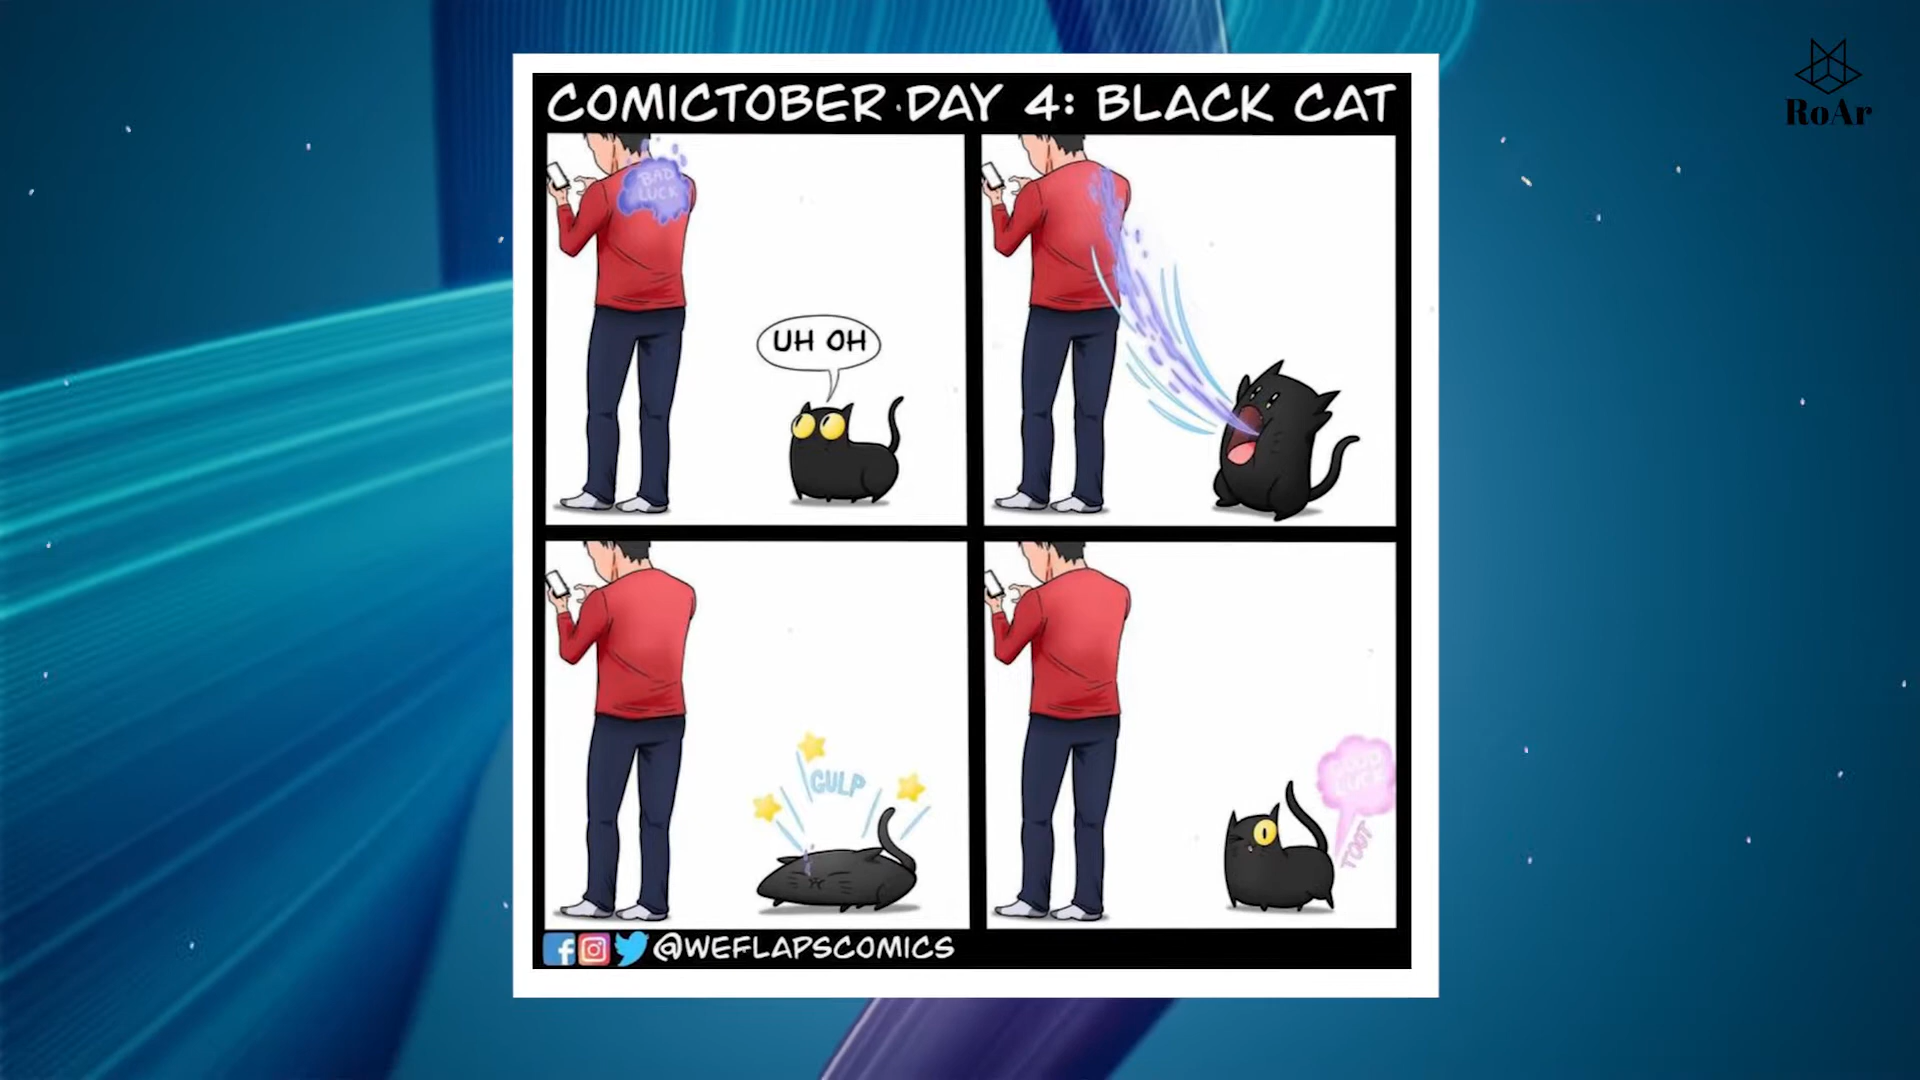 RoAr
COMICTOBER DAY 4: BLACK CAT
BAD
LUCK
UH OH
GULP
GOOD
LUCK
TOOT
@WEFLAPSCOMICS